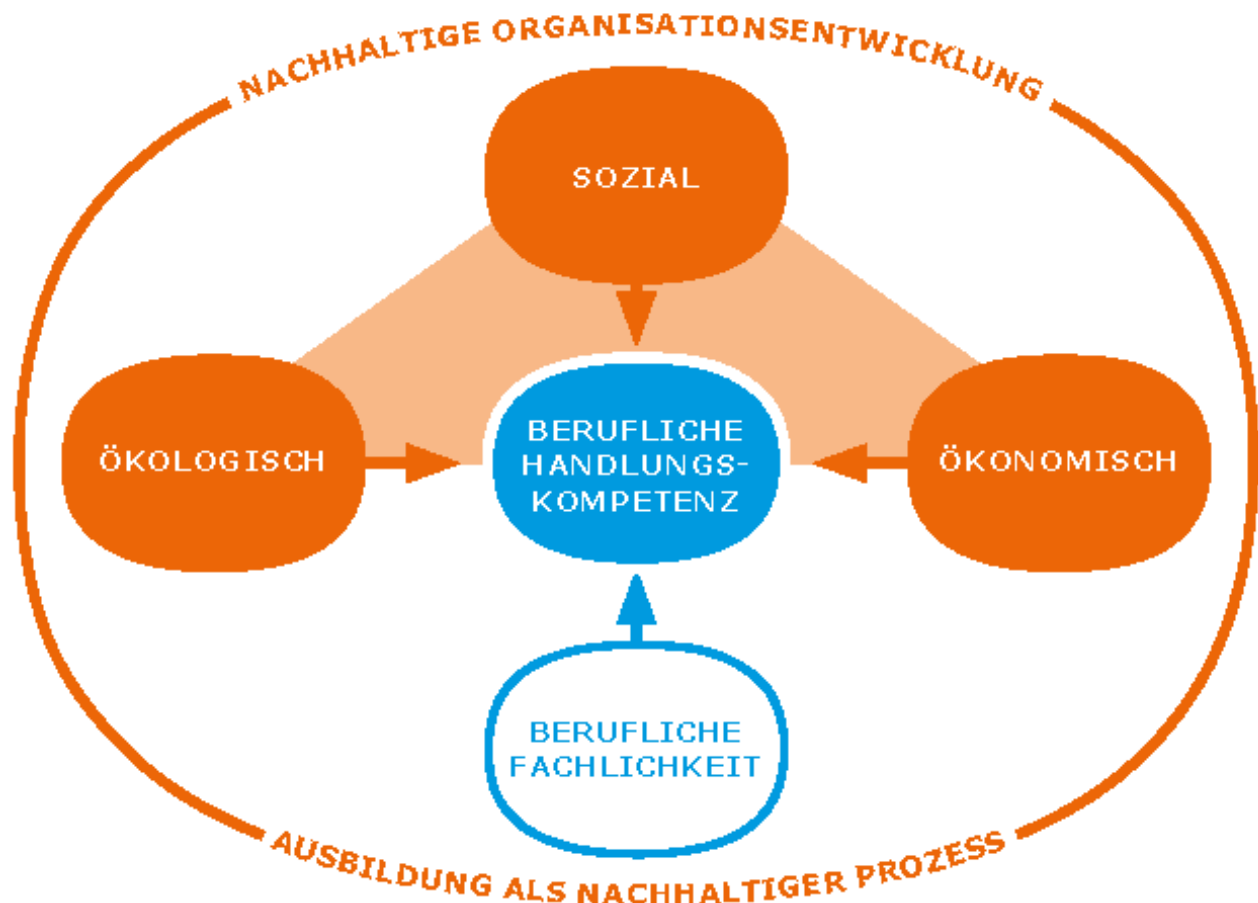 NACHHALTIGE ORGANISATIONSENTWICKLUNG
SOZIAL
ÖKOLOGISCH
BERUFLICHE
HANDLUNGS-
KOMPETENZ
ÖKONOMISCH
BERUFLICHE
FACHLICHKEIT
AUSBILDUNG ALS NACHHALTIGER PROZESS